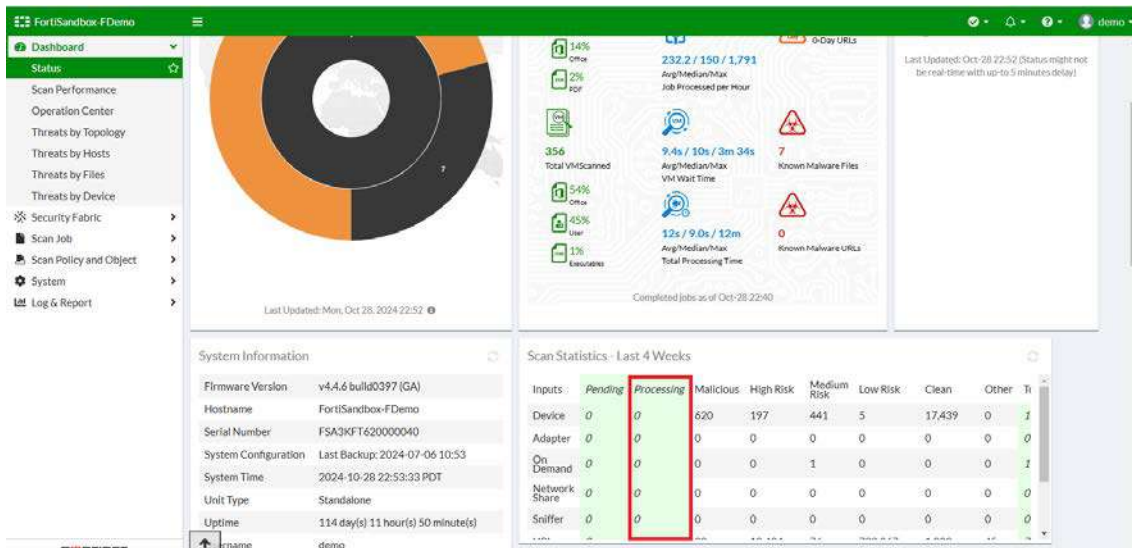 FortiSandbox-FDemo
demo
Dashboard
Status
Scan Performance
Operation Center
Threats by Topology
Threats by Hosts
Threats by Files
Threats by Device
Security Fabric
Scan Job
Scan Policy and Object
System
Log & Report
7
Last Updated: Mon, Oct 28, 2024 22:52
14%
Office
2%
PDF
232.2 / 150 / 1,791
Avg/Median/Max
Job Processed per Hour
0-Day URLs
356
Total VMScanned
9.4s / 10s / 3m 34s
Avg/Median/Max
VM Wait Time
7
Known Malware Files
54%
Office
45%
User
1%
Executables
12s / 9.0s / 12m
Avg/Median/Max
Total Processing Time
0
Known Malware URLs
Completed jobs as of Oct-28 22:40
Last Updated: Oct-28 22:52 (Status might not
be real-time with up-to 5 minutes delay)
System Information
Firmware Version v4.4.6 build0397 (GA)
Hostname FortiSandbox-FDemo
Serial Number FSA3KFT620000040
System Configuration Last Backup: 2024-07-06 10:53
System Time 2024-10-28 22:53:33 PDT
Unit Type Standalone
Uptime 114 day(s) 11 hour(s) 50 minute(s)
demo
Scan Statistics - Last 4 Weeks
Inputs Pending Processing Malicious High Risk Medium Risk Low Risk Clean Other
Device 0 0 620 197 441 5 17,439 0 1
Adapter 0 0 0 0 0 0 0 0 0
On Demand 0 0 0 0 1 0 0 0 1
Network Share 0 0 0 0 0 0 0 0 0
Sniffer 0 0 0 0 0 0 0 0 0